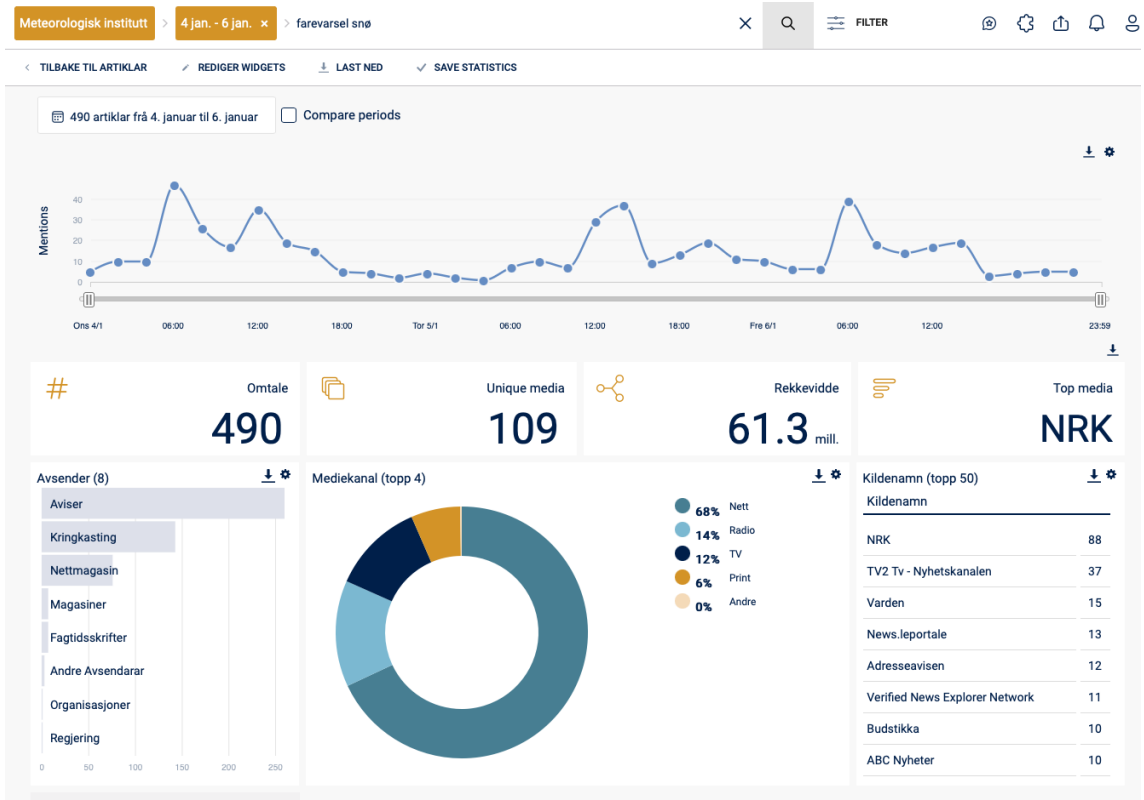 Meteorologisk institutt > 4 jan. - 6 jan. × > farevarsel snø FILTER
TILBAKE TIL ARTIKLAR REDIGER WIDGETS LAST NED SAVE STATISTICS
490 artiklar frå 4. januar til 6. januar Compare periods
Mentions
40
30
20
10
0
Ons 4/1 06:00 12:00 18:00 Tor 5/1 06:00 12:00 18:00 Fre 6/1 06:00 12:00 23:59
# Omtale
490
Unique media
109
Rekkevidde
61.3 mill.
Top media
NRK
Avsender (8)
Aviser
Kringkasting
Nettmagasin
Magasiner
Fagtidsskrifter
Andre Avsendarar
Organisasjoner
Regjering
0 50 100 150 200 250
Mediekanal (topp 4)
68% Nett
14% Radio
12% TV
6% Print
0% Andre
Kildenamn (topp 50)
Kildenamn
NRK 88
TV2 Tv - Nyhetskanalen 37
Varden 15
News.leportale 13
Adresseavisen 12
Verified News Explorer Network 11
Budstikka 10
ABC Nyheter 10